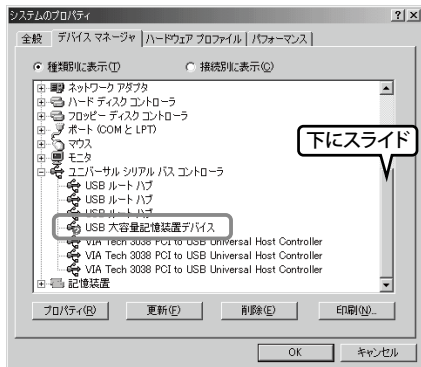 システムのプロパティ
? ×
全般 デバイス マネージャ ハードウェア プロファイル パフォーマンス
種類別に表示(T) 接続別に表示(C)
ネットワーク アダプタ
ハード ディスク コントローラ
フロッピー ディスク コントローラ
ポート (COM と LPT)
マウス
下にスライド
モニタ
ユニバーサル シリアル バス コントローラ
USB ルート ハブ
USB ルート ハブ
USB ルート ハブ
USB 大容量記憶装置デバイス
VIA Tech 3038 PCI to USB Universal Host Controller
VIA Tech 3038 PCI to USB Universal Host Controller
VIA Tech 3038 PCI to USB Universal Host Controller
記憶装置
プロパティ(R) 更新(F) 削除(E) 印刷(N)...
OK キャンセル